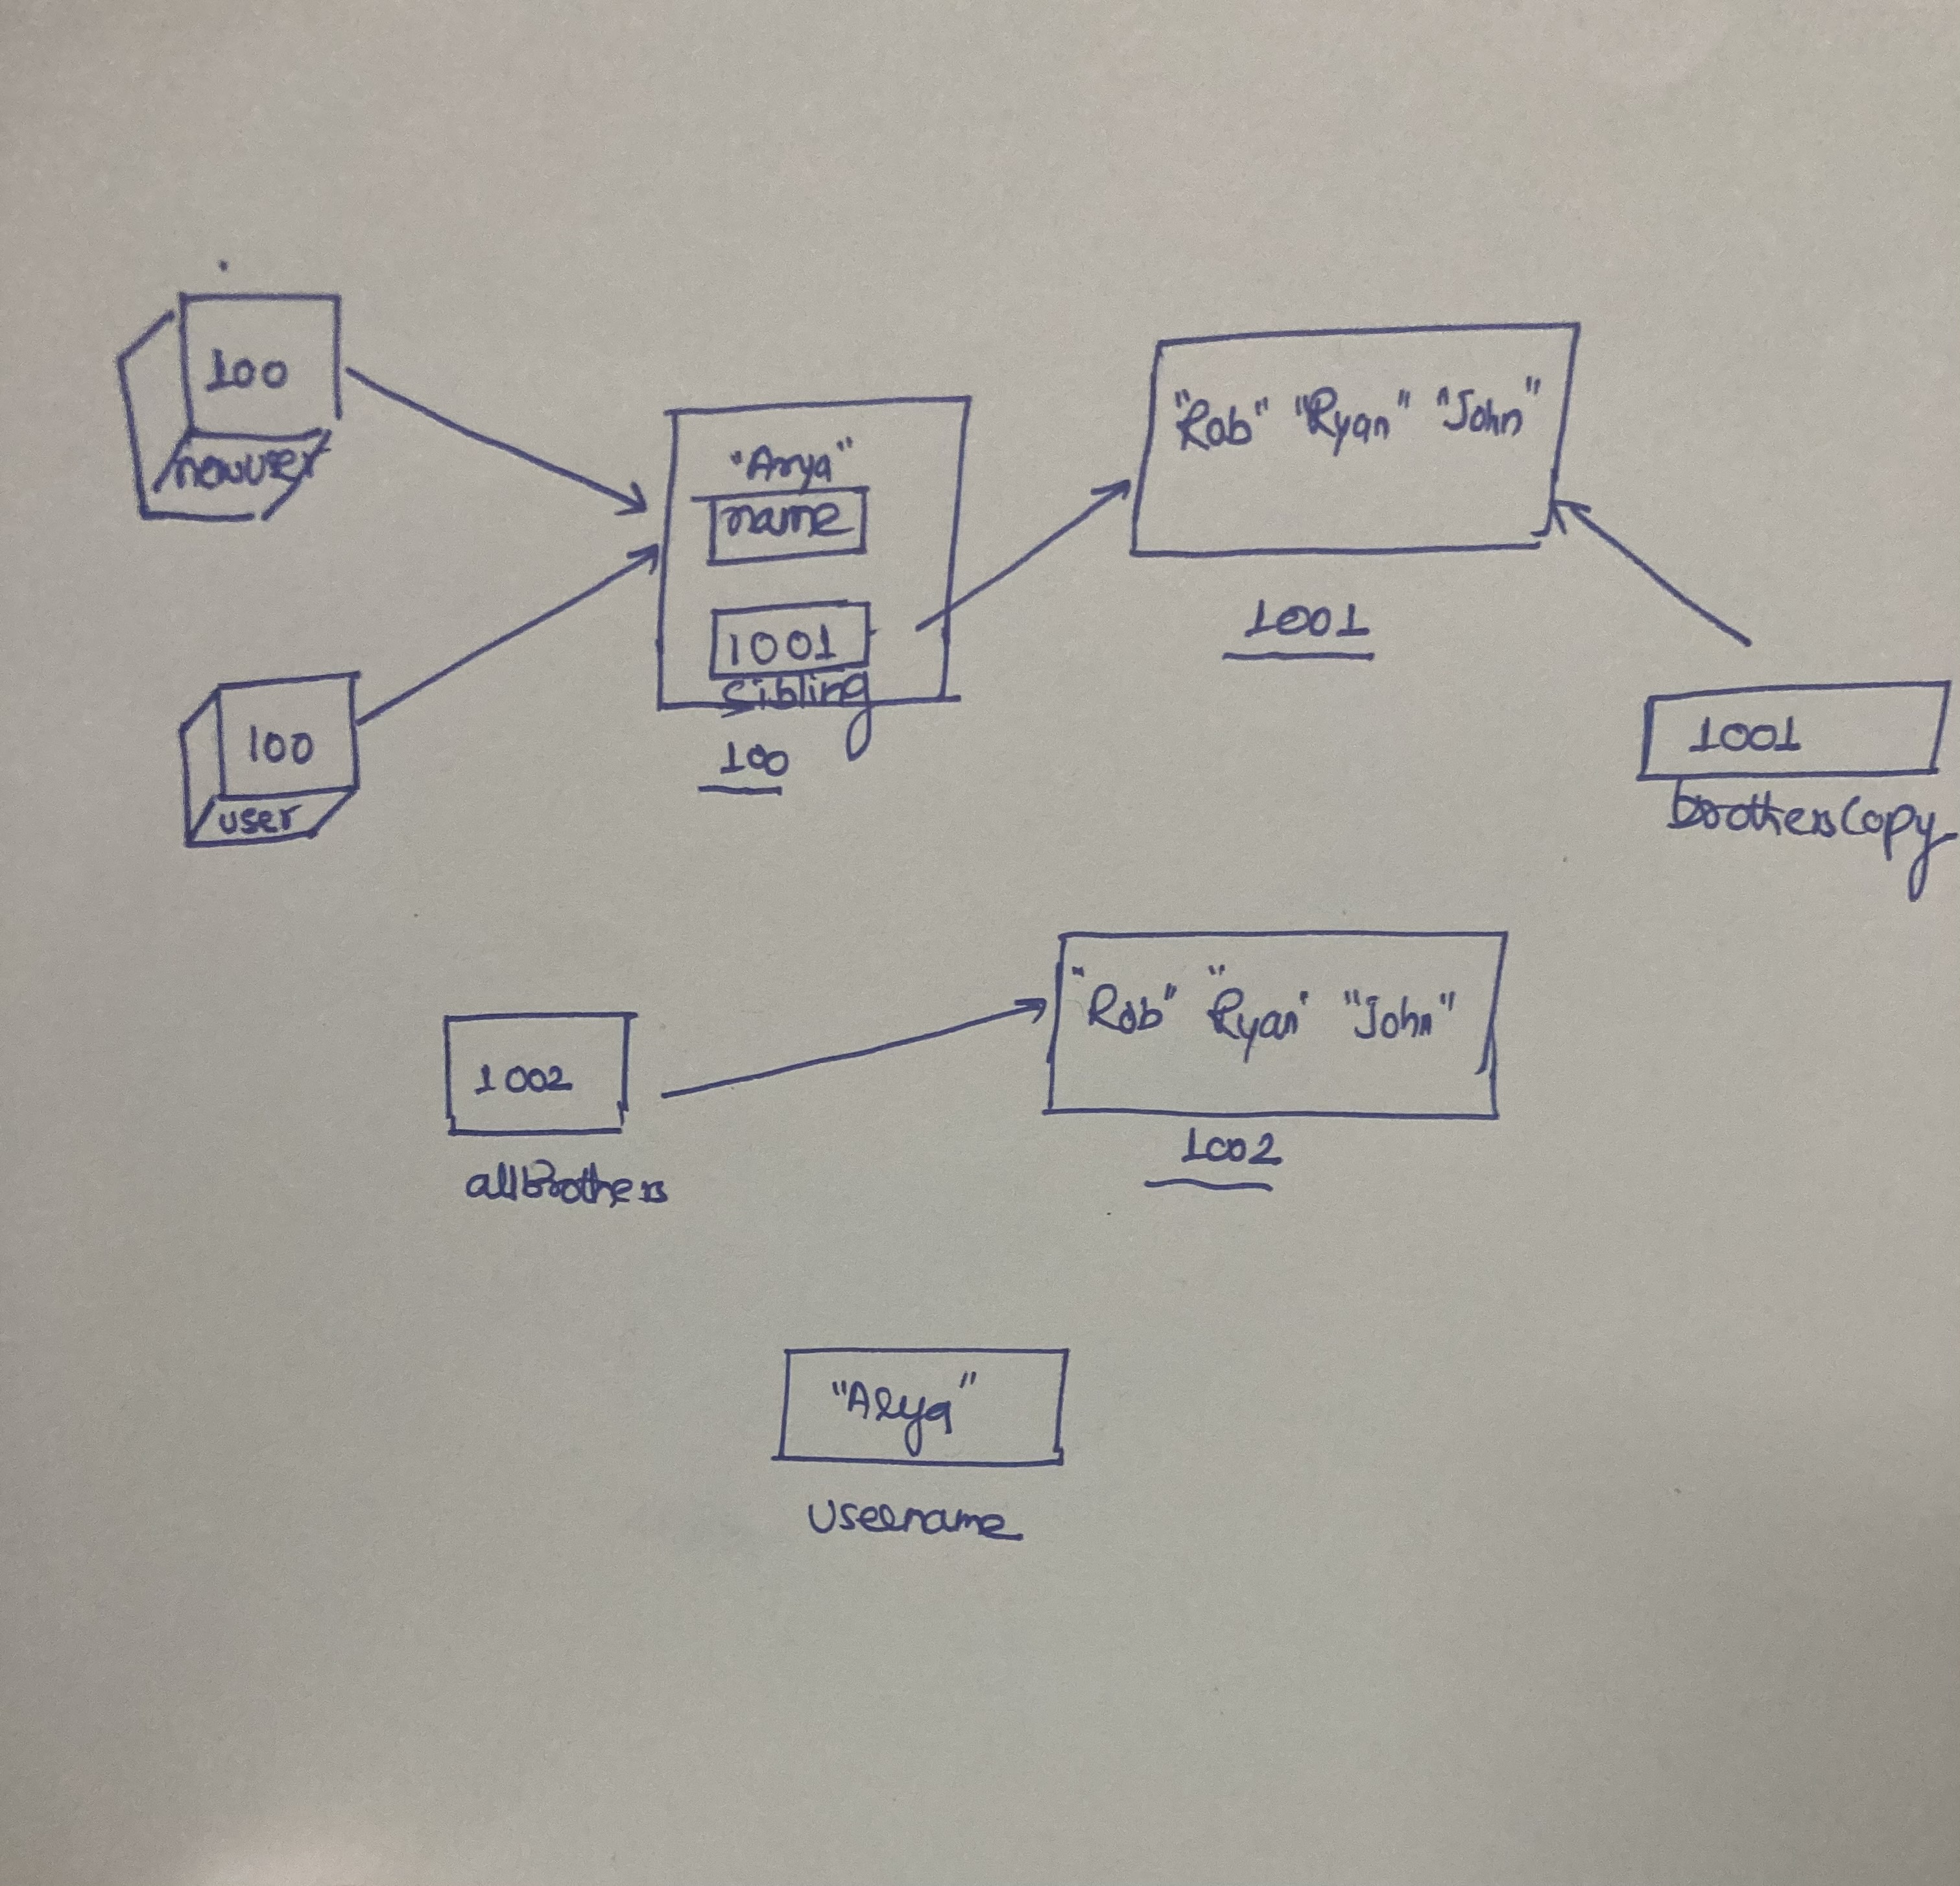 100
newuser
"Arya"
name
1001
sibling
100
"Rob" "Ryan" "John"
1001
100
user
1001
brothersCopy
1002
allBrothers
"Rob" "Ryan" "John"
1002
"Arya"
username